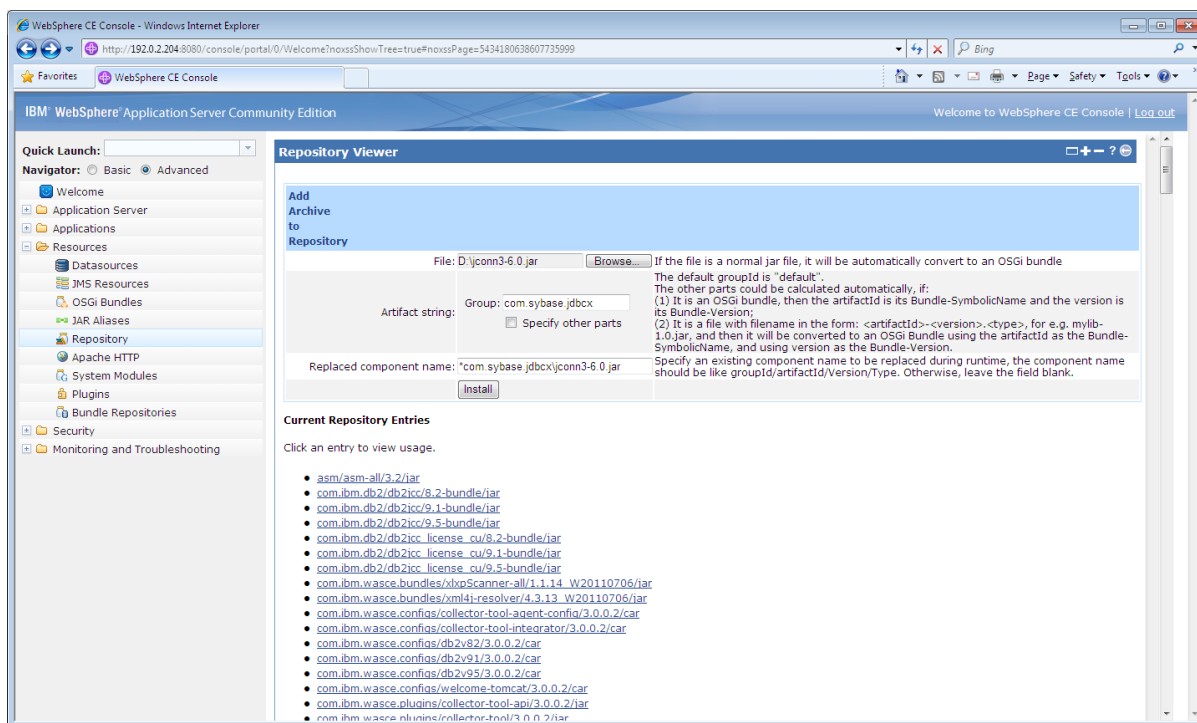 WebSphere CE Console - Windows Internet Explorer
http://192.0.2.204:8080/console/portal/0/Welcome?noxssShowTree=true#noxssPage=5434180638607735999
Bing
Favorites
WebSphere CE Console
Page
Safety
Tools
IBM® WebSphere® Application Server Community Edition
Welcome to WebSphere CE Console | Log out
Quick Launch:
Navigator: Basic Advanced
Welcome
Application Server
Applications
Resources
Datasources
JMS Resources
OSGi Bundles
JAR Aliases
Repository
Apache HTTP
System Modules
Plugins
Bundle Repositories
Security
Monitoring and Troubleshooting
Repository Viewer
Add
Archive
to
Repository
File: D:\jconn3-6.0.jar Browse... If the file is a normal jar file, it will be automatically convert to an OSGi bundle
Artifact string:
Group: com.sybase.jdbcx
Specify other parts
The default groupId is "default".
The other parts could be calculated automatically, if:
(1) It is an OSGi bundle, then the artifactId is its Bundle-SymbolicName and the version is
its Bundle-Version;
(2) It is a file with filename in the form: <artifactId>-<version>.<type>, for e.g. mylib-
1.0.jar, and then it will be converted to an OSGi Bundle using the artifactId as the Bundle-
SymbolicName, and using version as the Bundle-Version.
Replaced component name: "com.sybase.jdbcx\jconn3-6.0.jar
Specify an existing component name to be replaced during runtime, the component name
should be like groupId/artifactId/Version/Type. Otherwise, leave the field blank.
Install
Current Repository Entries
Click an entry to view usage.
asm/asm-all/3.2/jar
com.ibm.db2/db2jcc/8.2-bundle/jar
com.ibm.db2/db2jcc/9.1-bundle/jar
com.ibm.db2/db2jcc/9.5-bundle/jar
com.ibm.db2/db2jcc_license_cu/8.2-bundle/jar
com.ibm.db2/db2jcc_license_cu/9.1-bundle/jar
com.ibm.db2/db2jcc_license_cu/9.5-bundle/jar
com.ibm.wasce.bundles/xlxpScanner-all/1.1.14_W20110706/jar
com.ibm.wasce.bundles/xml4j-resolver/4.3.13_W20110706/jar
com.ibm.wasce.configs/collector-tool-agent-config/3.0.0.2/car
com.ibm.wasce.configs/collector-tool-integrator/3.0.0.2/car
com.ibm.wasce.configs/db2v82/3.0.0.2/car
com.ibm.wasce.configs/db2v91/3.0.0.2/car
com.ibm.wasce.configs/db2v95/3.0.0.2/car
com.ibm.wasce.configs/welcome-tomcat/3.0.0.2/car
com.ibm.wasce.plugins/collector-tool-api/3.0.0.2/jar
com.ibm.wasce.plugins/collector-tool/3.0.0.2/jar